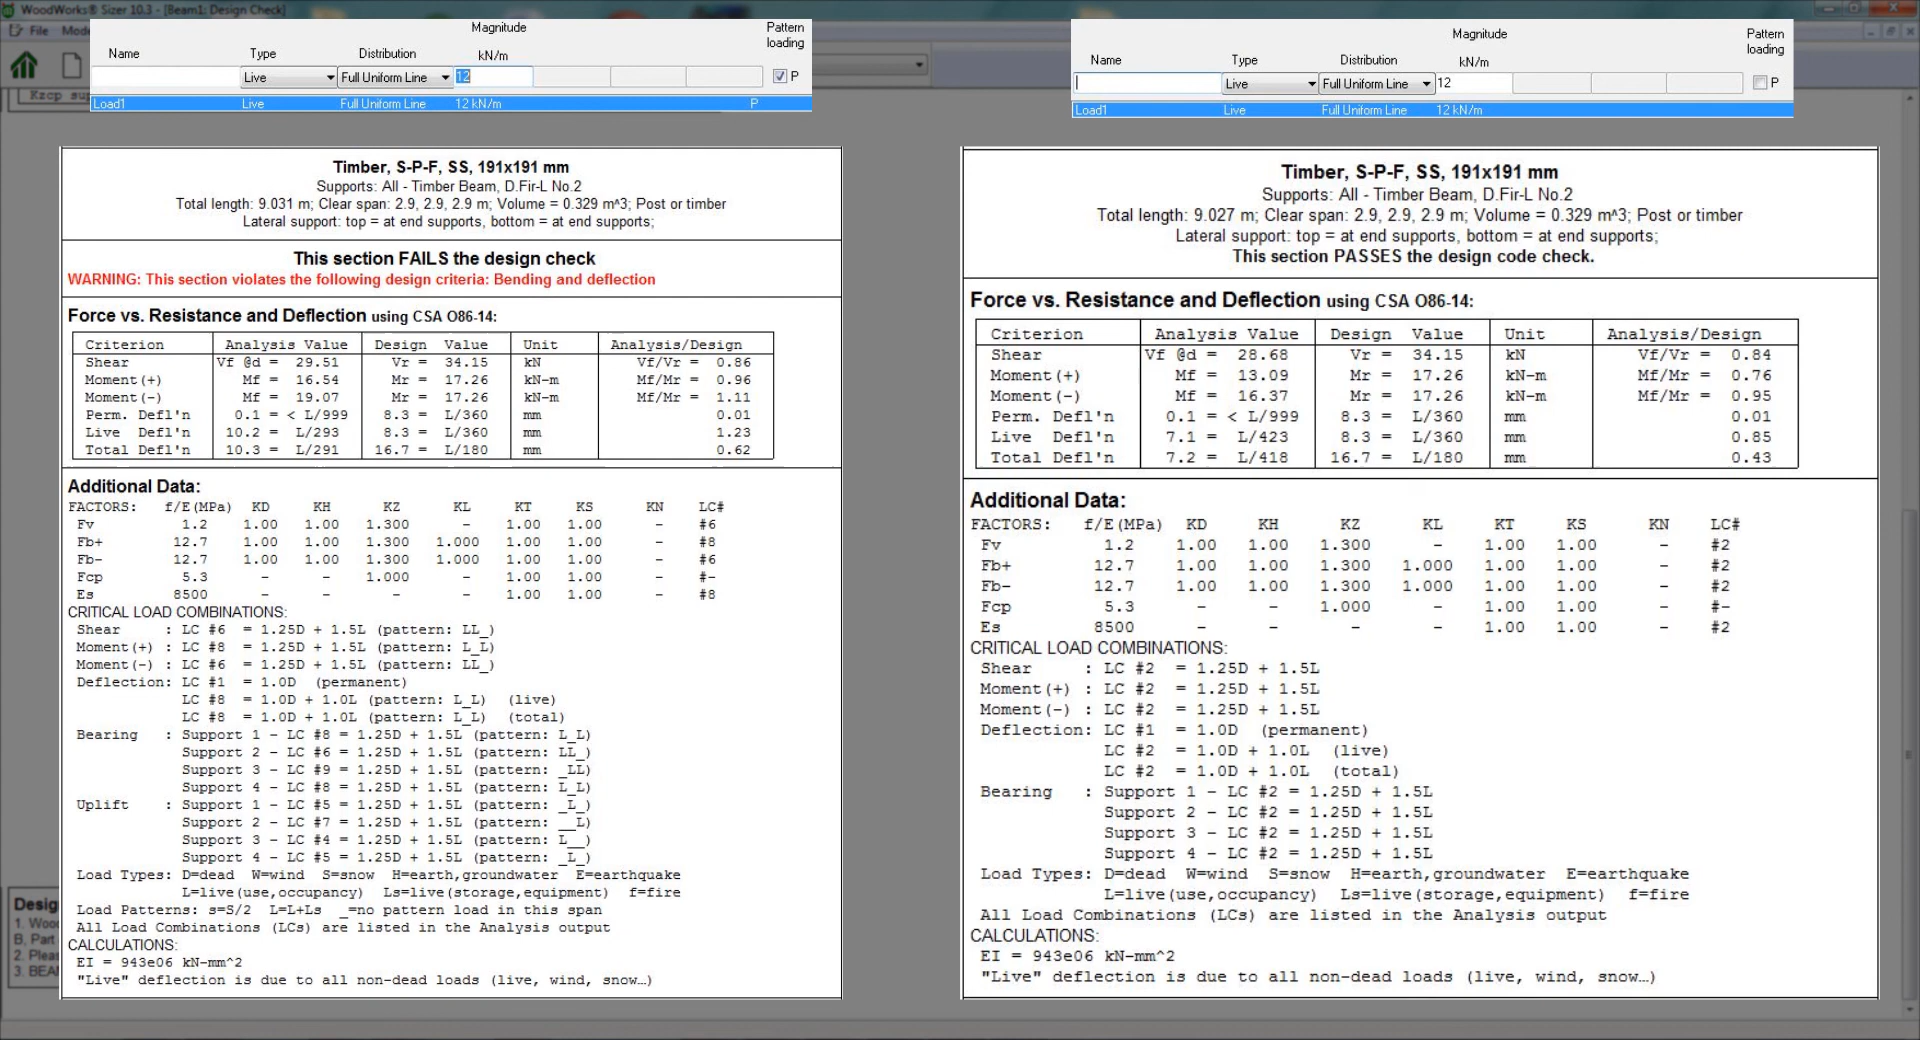 WoodWorks® Sizer 10.3 - [Beam1: Design Check]
File
Kzcp
Magnitude
Pattern
loading
Name Type Distribution kN/m
Live Full Uniform Line 12 P
Load1 Live Full Uniform Line 12 kN/m P
Timber, S-P-F, SS, 191x191 mm
Supports: All - Timber Beam, D.Fir-L No.2
Total length: 9.031 m; Clear span: 2.9, 2.9, 2.9 m; Volume = 0.329 m^3; Post or timber
Lateral support: top = at end supports, bottom = at end supports;
This section FAILS the design check
WARNING: This section violates the following design criteria: Bending and deflection
Force vs. Resistance and Deflection using CSA O86-14:
Criterion Analysis Value Design Value Unit Analysis/Design
Shear Vf @d = 29.51 Vr = 34.15 kN Vf/Vr = 0.86
Moment(+) Mf = 16.54 Mr = 17.26 kN-m Mf/Mr = 0.96
Moment(-) Mf = 19.07 Mr = 17.26 kN-m Mf/Mr = 1.11
Perm. Defl'n 0.1 = < L/999 8.3 = L/360 mm 0.01
Live Defl'n 10.2 = L/293 8.3 = L/360 mm 1.23
Total Defl'n 10.3 = L/291 16.7 = L/180 mm 0.62
Additional Data:
FACTORS: f/E(MPa) KD KH KZ KL KT KS KN LC#
Fv 1.2 1.00 1.00 1.300 - 1.00 1.00 - #6
Fb+ 12.7 1.00 1.00 1.300 1.000 1.00 1.00 - #8
Fb- 12.7 1.00 1.00 1.300 1.000 1.00 1.00 - #6
Fcp 5.3 - - 1.000 - 1.00 1.00 - #-
Es 8500 - - - - 1.00 1.00 - #8
CRITICAL LOAD COMBINATIONS:
Shear : LC #6 = 1.25D + 1.5L (pattern: LL_)
Moment(+) : LC #8 = 1.25D + 1.5L (pattern: L_L)
Moment(-) : LC #6 = 1.25D + 1.5L (pattern: LL_)
Deflection: LC #1 = 1.0D (permanent)
LC #8 = 1.0D + 1.0L (pattern: L_L) (live)
LC #8 = 1.0D + 1.0L (pattern: L_L) (total)
Bearing : Support 1 - LC #8 = 1.25D + 1.5L (pattern: L_L)
Support 2 - LC #6 = 1.25D + 1.5L (pattern: LL_)
Support 3 - LC #9 = 1.25D + 1.5L (pattern: _LL)
Support 4 - LC #8 = 1.25D + 1.5L (pattern: L_L)
Uplift : Support 1 - LC #5 = 1.25D + 1.5L (pattern: _L_)
Support 2 - LC #7 = 1.25D + 1.5L (pattern: __L)
Support 3 - LC #4 = 1.25D + 1.5L (pattern: L__)
Support 4 - LC #5 = 1.25D + 1.5L (pattern: _L_)
Load Types: D=dead W=wind S=snow H=earth,groundwater E=earthquake
L=live(use,occupancy) Ls=live(storage,equipment) f=fire
Load Patterns: s=S/2 L=L+Ls _=no pattern load in this span
All Load Combinations (LCs) are listed in the Analysis output
CALCULATIONS:
EI = 943e06 kN-mm^2
"Live" deflection is due to all non-dead loads (live, wind, snow…)
Magnitude
Pattern
loading
Name Type Distribution kN/m
Live Full Uniform Line 12 P
Load1 Live Full Uniform Line 12 kN/m
Timber, S-P-F, SS, 191x191 mm
Supports: All - Timber Beam, D.Fir-L No.2
Total length: 9.027 m; Clear span: 2.9, 2.9, 2.9 m; Volume = 0.329 m^3; Post or timber
Lateral support: top = at end supports, bottom = at end supports;
This section PASSES the design code check.
Force vs. Resistance and Deflection using CSA O86-14:
Criterion Analysis Value Design Value Unit Analysis/Design
Shear Vf @d = 28.68 Vr = 34.15 kN Vf/Vr = 0.84
Moment(+) Mf = 13.09 Mr = 17.26 kN-m Mf/Mr = 0.76
Moment(-) Mf = 16.37 Mr = 17.26 kN-m Mf/Mr = 0.95
Perm. Defl'n 0.1 = < L/999 8.3 = L/360 mm 0.01
Live Defl'n 7.1 = L/423 8.3 = L/360 mm 0.85
Total Defl'n 7.2 = L/418 16.7 = L/180 mm 0.43
Additional Data:
FACTORS: f/E(MPa) KD KH KZ KL KT KS KN LC#
Fv 1.2 1.00 1.00 1.300 - 1.00 1.00 - #2
Fb+ 12.7 1.00 1.00 1.300 1.000 1.00 1.00 - #2
Fb- 12.7 1.00 1.00 1.300 1.000 1.00 1.00 - #2
Fcp 5.3 - - 1.000 - 1.00 1.00 - #-
Es 8500 - - - - 1.00 1.00 - #2
CRITICAL LOAD COMBINATIONS:
Shear : LC #2 = 1.25D + 1.5L
Moment(+) : LC #2 = 1.25D + 1.5L
Moment(-) : LC #2 = 1.25D + 1.5L
Deflection: LC #1 = 1.0D (permanent)
LC #2 = 1.0D + 1.0L (live)
LC #2 = 1.0D + 1.0L (total)
Bearing : Support 1 - LC #2 = 1.25D + 1.5L
Support 2 - LC #2 = 1.25D + 1.5L
Support 3 - LC #2 = 1.25D + 1.5L
Support 4 - LC #2 = 1.25D + 1.5L
Load Types: D=dead W=wind S=snow H=earth,groundwater E=earthquake
L=live(use,occupancy) Ls=live(storage,equipment) f=fire
All Load Combinations (LCs) are listed in the Analysis output
CALCULATIONS:
EI = 943e06 kN-mm^2
"Live" deflection is due to all non-dead loads (live, wind, snow…)
Desig
1. Woo
B, Part
2. Pleas
3. BEA